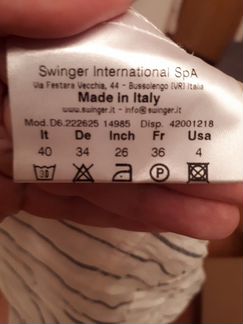 Swinger International SpA
Via Festara Vecchia, 44 - Bussolengo (VR) Italia
Made in Italy
www.swinger.it - info@swinger.it
Mod.D6.222625 14985 Disp. 42001218
It De Inch Fr Usa
40 34 26 36 4
30
P